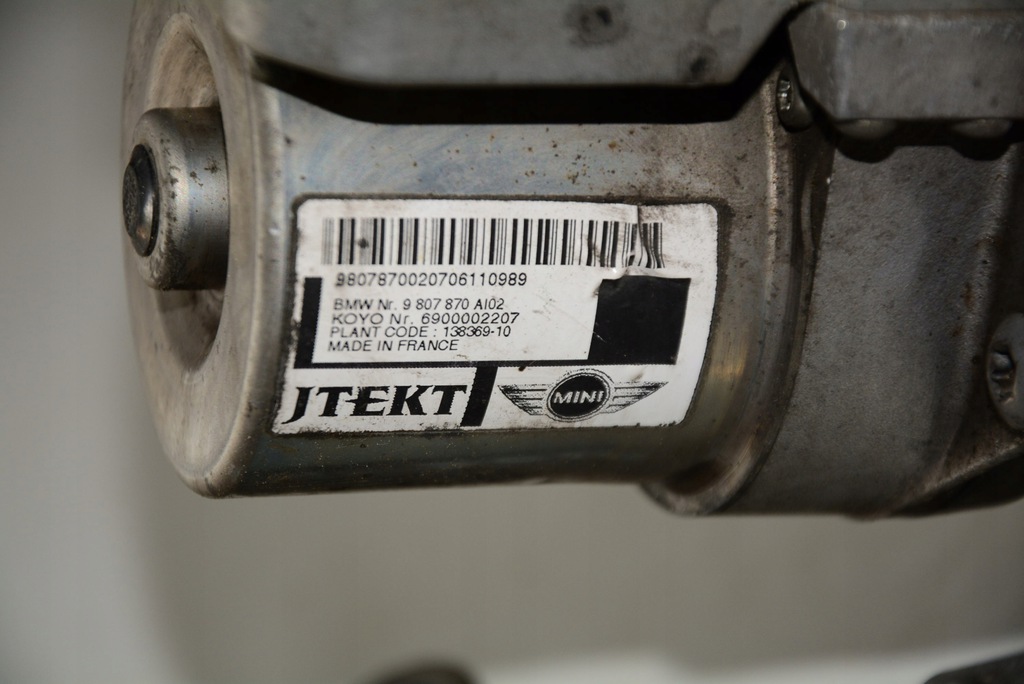 9807870020706110989
BMW Nr. 9 807 870 AI02
KOYO Nr. 6900002207
PLANT CODE : 138369-10
MADE IN FRANCE
JTEKT
MINI